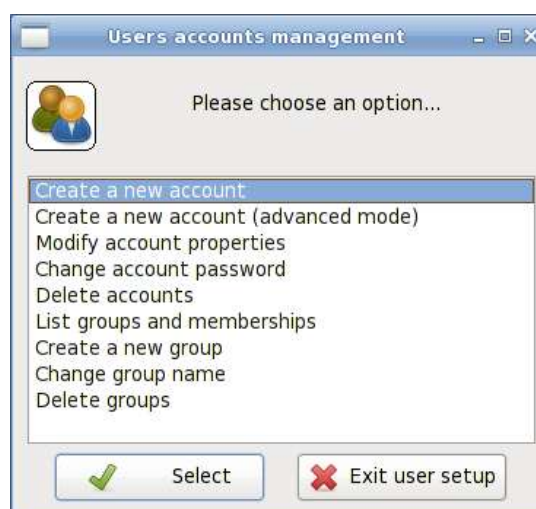 Users accounts management
Please choose an option...
Create a new account
Create a new account (advanced mode)
Modify account properties
Change account password
Delete accounts
List groups and memberships
Create a new group
Change group name
Delete groups
Select
Exit user setup